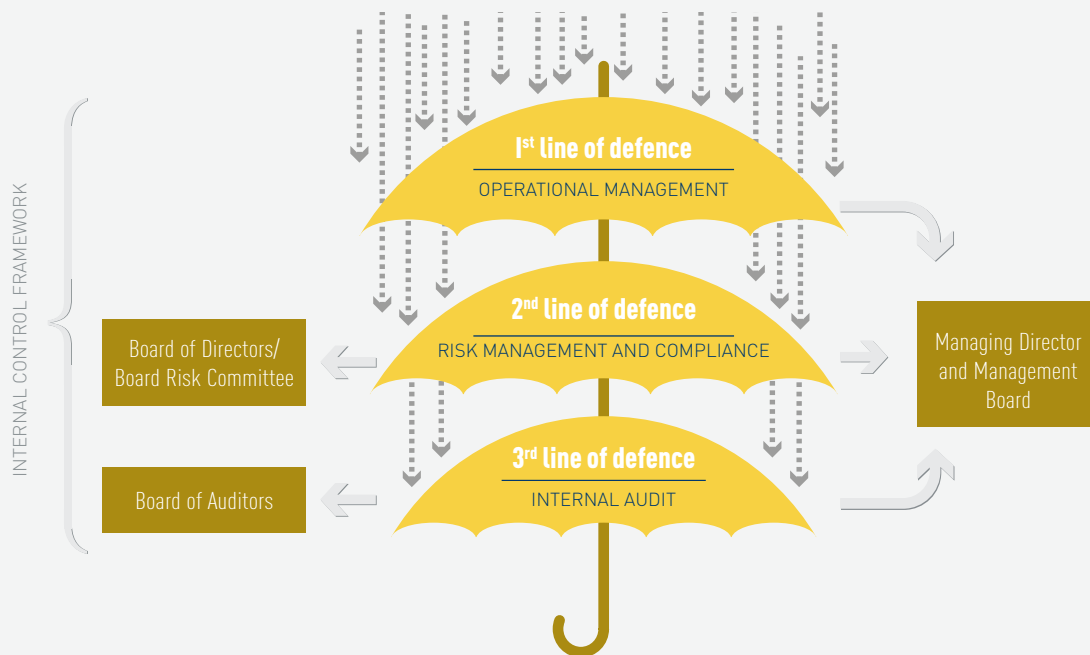 INTERNAL CONTROL FRAMEWORK
1st line of defence
OPERATIONAL MANAGEMENT
2nd line of defence
RISK MANAGEMENT AND COMPLIANCE
Board of Directors/
Board Risk Committee
Managing Director
and Management
Board
3rd line of defence
INTERNAL AUDIT
Board of Auditors